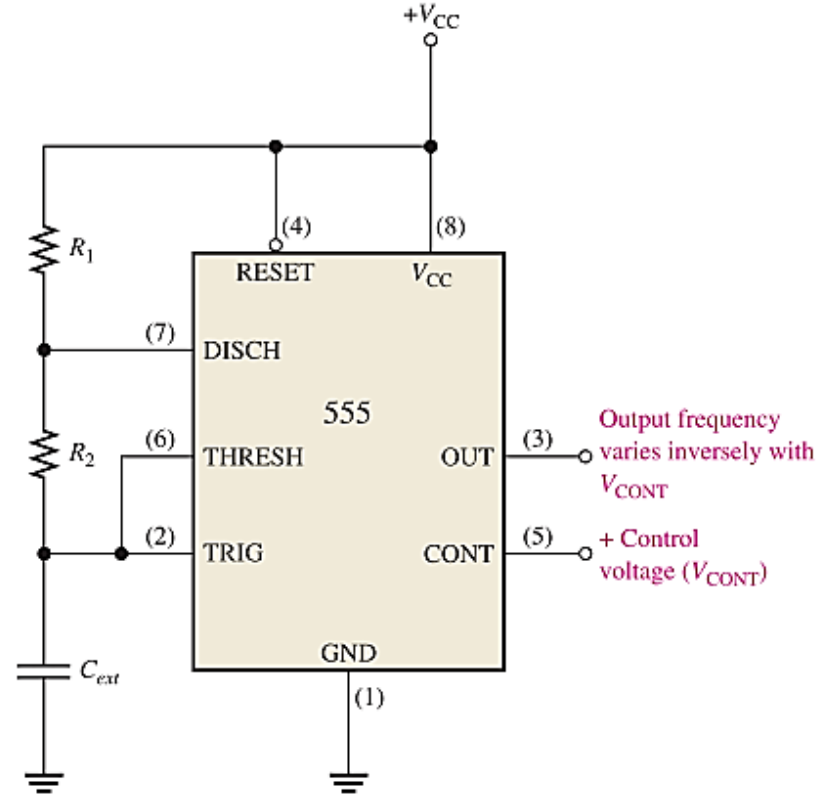 +V_CC
(4)
(8)
R_1
RESET
V_CC
(7)
DISCH
555
Output frequency
varies inversely with
V_CONT
(6)
R_2
THRESH
OUT
(3)
(2)
TRIG
CONT
(5)
+ Control
voltage (V_CONT)
GND
C_ext
(1)